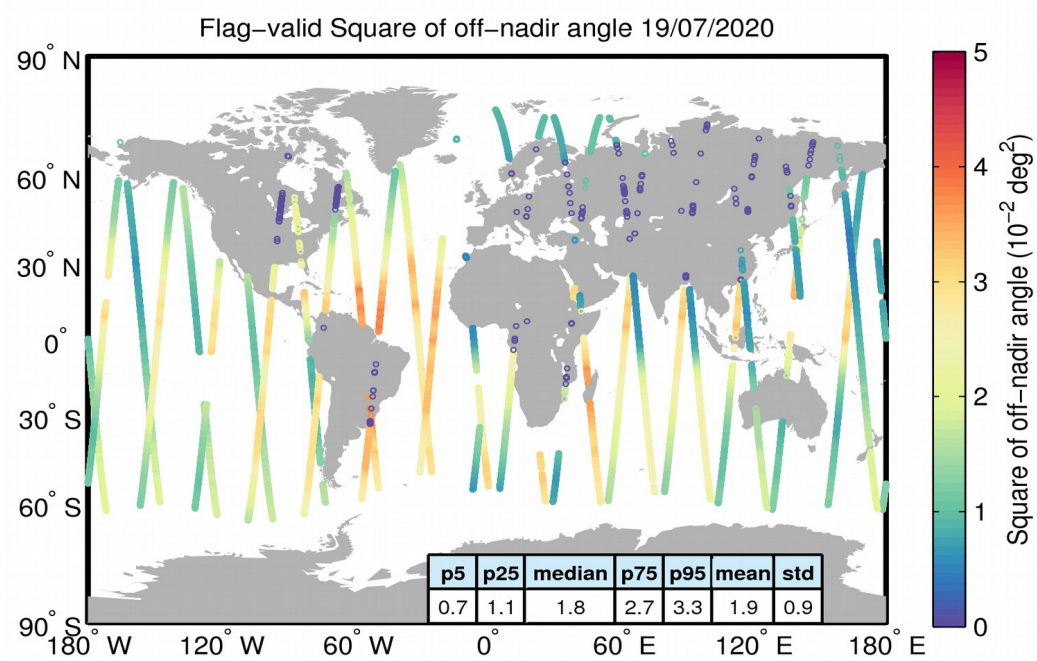 Flag−valid Square of off−nadir angle 19/07/2020
90° N
60° N
30° N
0°
30° S
60° S
90° S
180° W
120° W
60° W
0°
60° E
120° E
180° E
p5 p25 median p75 p95 mean std
0.7 1.1 1.8 2.7 3.3 1.9 0.9
5
4
3
2
1
0
Square of off−nadir angle (10⁻² deg²)